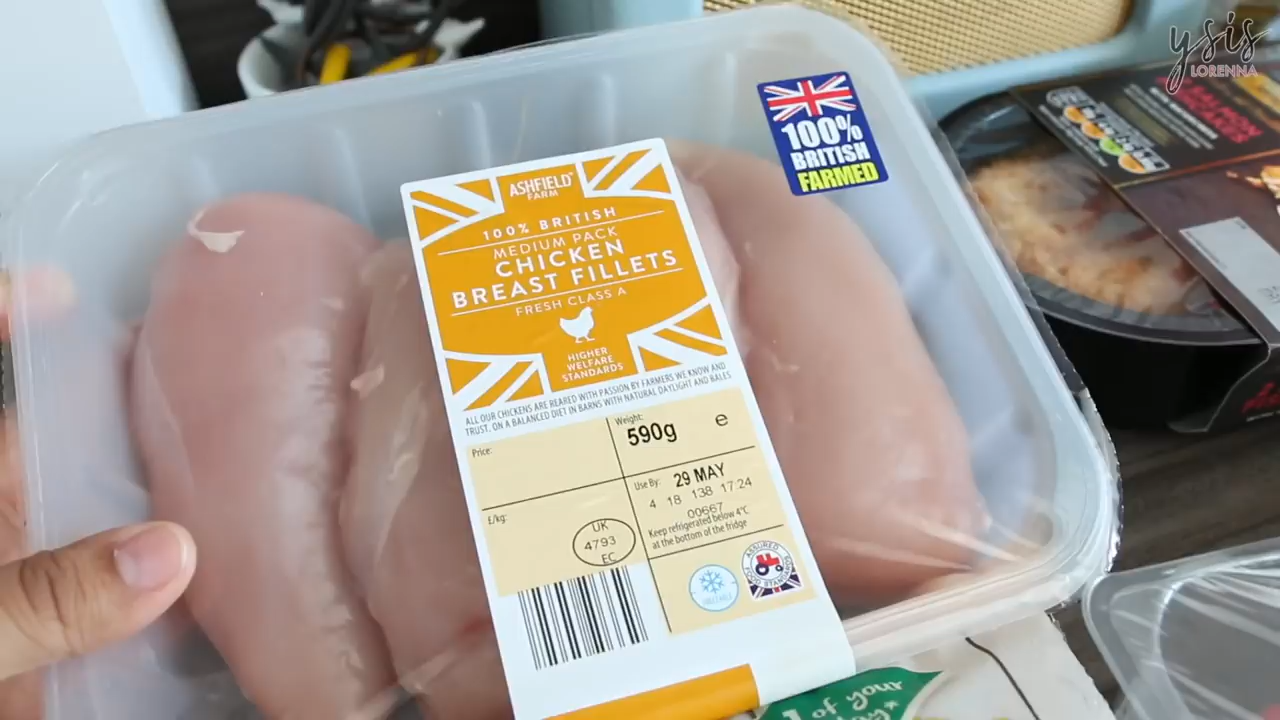 ysis
LORENNA
100%
BRITISH
FARMED
ASHFIELD
FARM
100% BRITISH
MEDIUM PACK
CHICKEN
BREAST FILLETS
FRESH CLASS A
HIGHER
WELFARE
STANDARDS
ALL OUR CHICKENS ARE REARED WITH PASSION BY FARMERS WE KNOW AND
TRUST, ON A BALANCED DIET IN BARNS WITH NATURAL DAYLIGHT AND BALES
Price:
Weight:
590g e
£/kg:
Use By: 29 MAY
4 18 138 17:24
00667
Keep refrigerated below 4°C
at the bottom of the fridge
UK
4793
EC
ASSURED
FOOD STANDARDS
1 of your